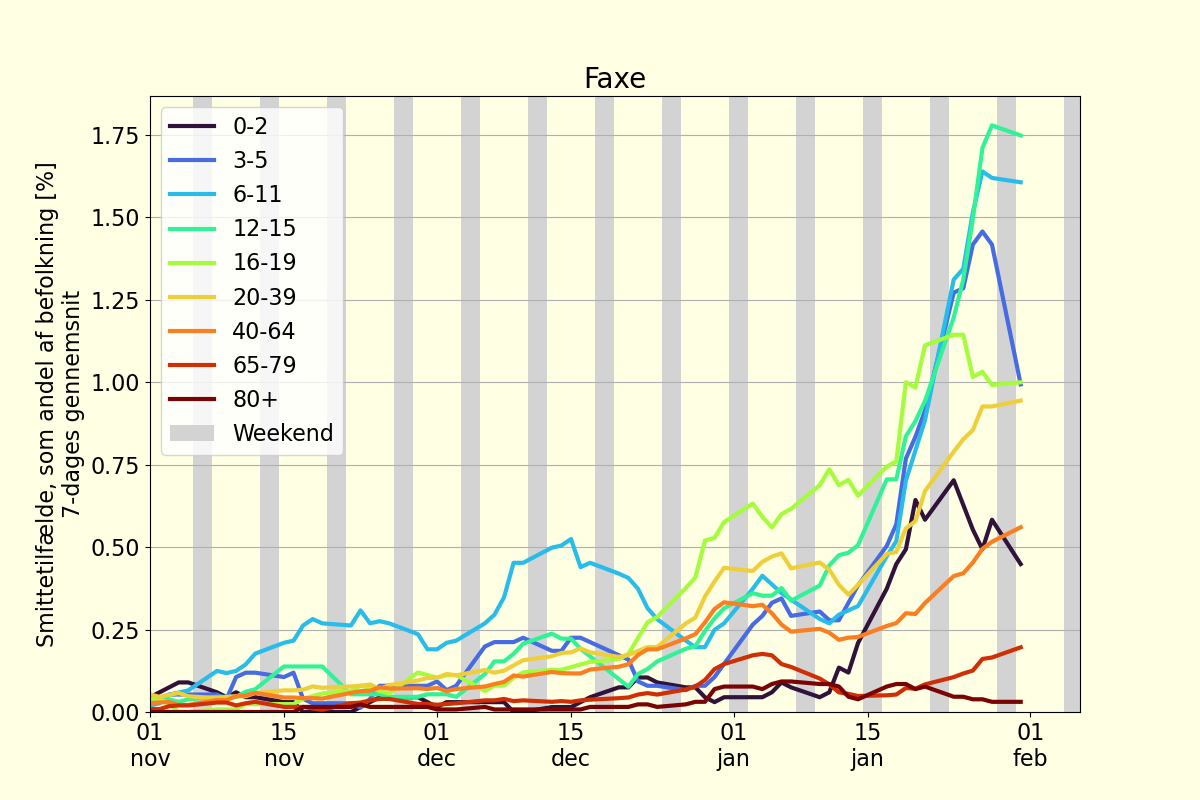 Faxe
Smittetilfælde, som andel af befolkning [%]
7-dages gennemsnit
1.75
1.50
1.25
1.00
0.75
0.50
0.25
0.00
0-2
3-5
6-11
12-15
16-19
20-39
40-64
65-79
80+
Weekend
01
nov
15
nov
01
dec
15
dec
01
jan
15
jan
01
feb